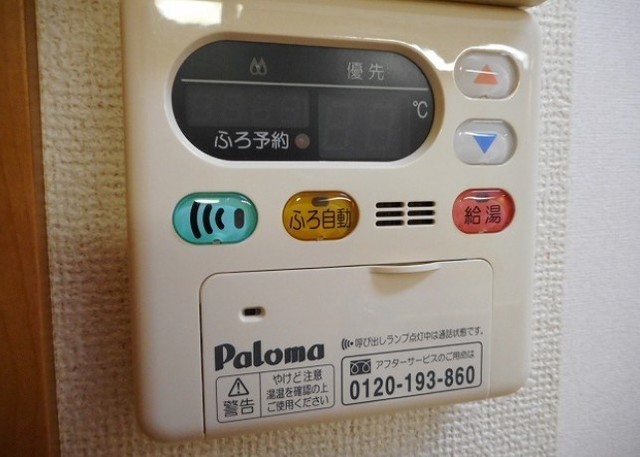 優先
℃
ふろ予約
ふろ自動
給湯
呼び出しランプ点灯中は通話状態です。
Paloma
警告
やけど注意
湯温を確認の上
ご使用ください
アフターサービスのご用命は
0120-193-860